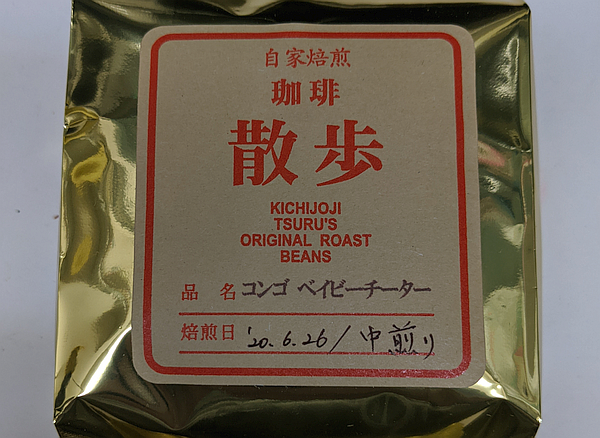 自家焙煎
珈琲
散歩
KICHIJOJI
TSURU'S
ORIGINAL ROAST
BEANS
品 名 コンゴ ベイビーチーター
焙煎日 '20.6.26/中煎り